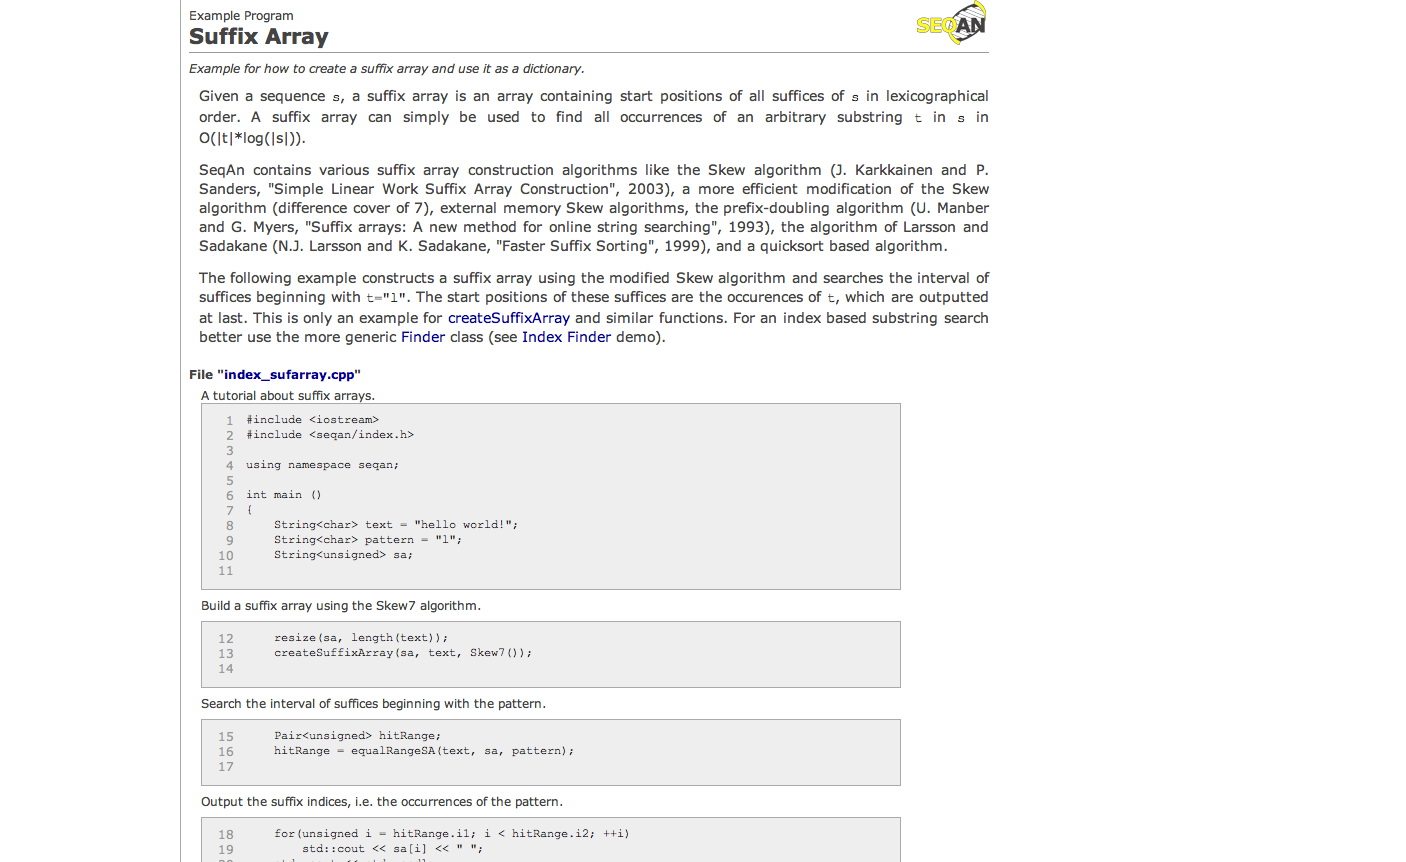 Example Program
SEQAN
Suffix Array
Example for how to create a suffix array and use it as a dictionary.
Given a sequence s, a suffix array is an array containing start positions of all suffices of s in lexicographical
order. A suffix array can simply be used to find all occurrences of an arbitrary substring t in s in
O(|t|*log(|s|)).
SeqAn contains various suffix array construction algorithms like the Skew algorithm (J. Karkkainen and P.
Sanders, "Simple Linear Work Suffix Array Construction", 2003), a more efficient modification of the Skew
algorithm (difference cover of 7), external memory Skew algorithms, the prefix-doubling algorithm (U. Manber
and G. Myers, "Suffix arrays: A new method for online string searching", 1993), the algorithm of Larsson and
Sadakane (N.J. Larsson and K. Sadakane, "Faster Suffix Sorting", 1999), and a quicksort based algorithm.
The following example constructs a suffix array using the modified Skew algorithm and searches the interval of
suffices beginning with t="l". The start positions of these suffices are the occurences of t, which are outputted
at last. This is only an example for createSuffixArray and similar functions. For an index based substring search
better use the more generic Finder class (see Index Finder demo).
File "index_sufarray.cpp"
A tutorial about suffix arrays.
1 #include <iostream>
2 #include <seqan/index.h>
3
4 using namespace seqan;
5
6 int main ()
7 {
8     String<char> text = "hello world!";
9     String<char> pattern = "l";
10     String<unsigned> sa;
11
Build a suffix array using the Skew7 algorithm.
12     resize(sa, length(text));
13     createSuffixArray(sa, text, Skew7());
14
Search the interval of suffices beginning with the pattern.
15     Pair<unsigned> hitRange;
16     hitRange = equalRangeSA(text, sa, pattern);
17
Output the suffix indices, i.e. the occurrences of the pattern.
18     for(unsigned i = hitRange.i1; i < hitRange.i2; ++i)
19         std::cout << sa[i] << " ";